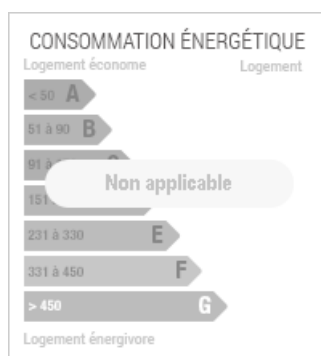 CONSOMMATION ÉNERGÉTIQUE
Logement économe Logement
< 50 A
51 à 90 B
91 à
Non applicable
151
231 à 330 E
331 à 450 F
> 450 G
Logement énergivore